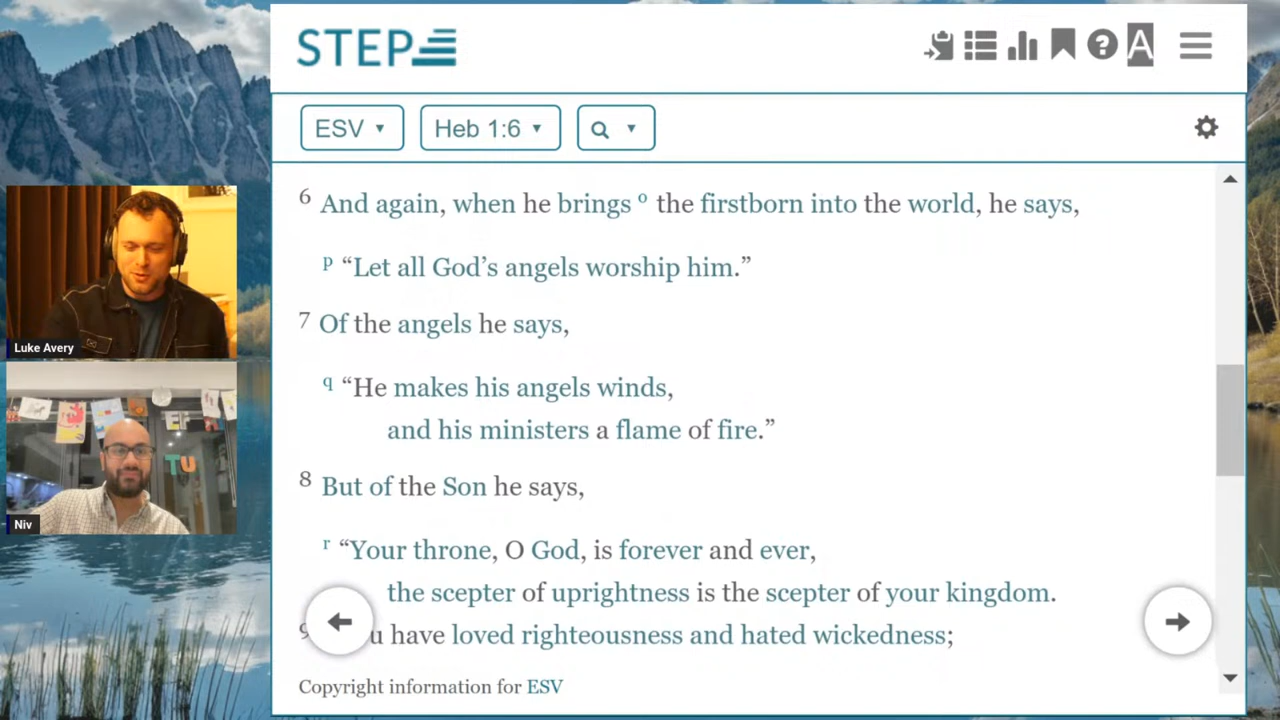 STEP
A
ESV
Heb 1:6
6 And again, when he brings o the firstborn into the world, he says,
p “Let all God’s angels worship him.”
7 Of the angels he says,
q “He makes his angels winds,
and his ministers a flame of fire.”
8 But of the Son he says,
r “Your throne, O God, is forever and ever,
the scepter of uprightness is the scepter of your kingdom.
have loved righteousness and hated wickedness;
Copyright information for ESV
Luke Avery
TU
Niv